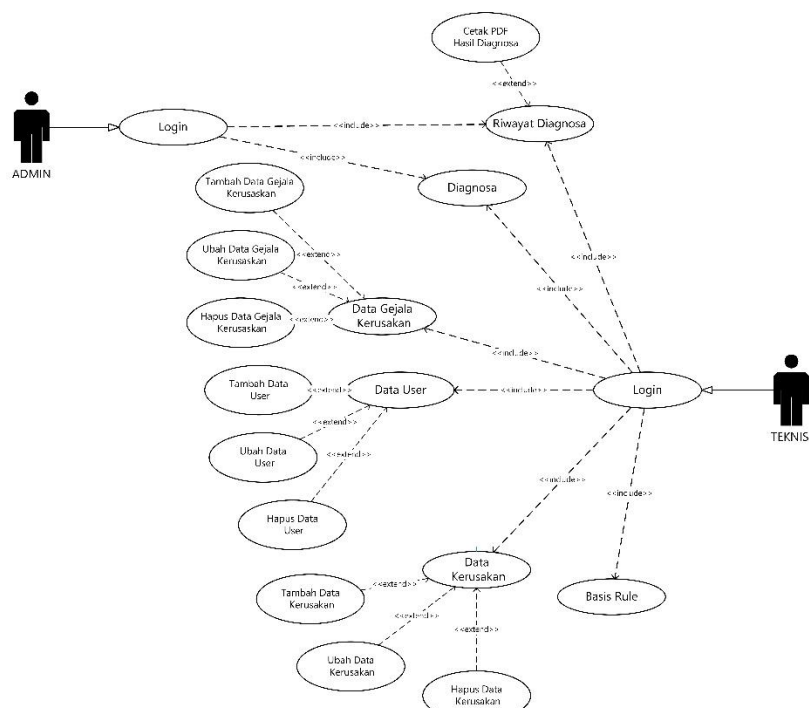 Cetak PDF
Hasil Diagnosa
<<extend>>
ADMIN
Login
<<include>>
Riwayat Diagnosa
<<include>>
Diagnosa
Tambah Data Gejala
Kerusaskan
Ubah Data Gejala
Kerusaskan
<<extend>>
<<include>>
<<extend>>
<<include>>
Hapus Data Gejala
Kerusaskan
<<extend>>
Data Gejala
Kerusakan
<<include>>
Tambah Data
User
<<extend>>
Data User
<<include>>
Login
TEKNIS
<<extend>>
Ubah Data
User
<<extend>>
Hapus Data
User
<<include>>
<<include>>
Data
Kerusakan
Tambah Data
Kerusakan
<<extend>>
Basis Rule
<<extend>>
<<extend>>
Ubah Data
Kerusakan
Hapus Data
Kerusakan